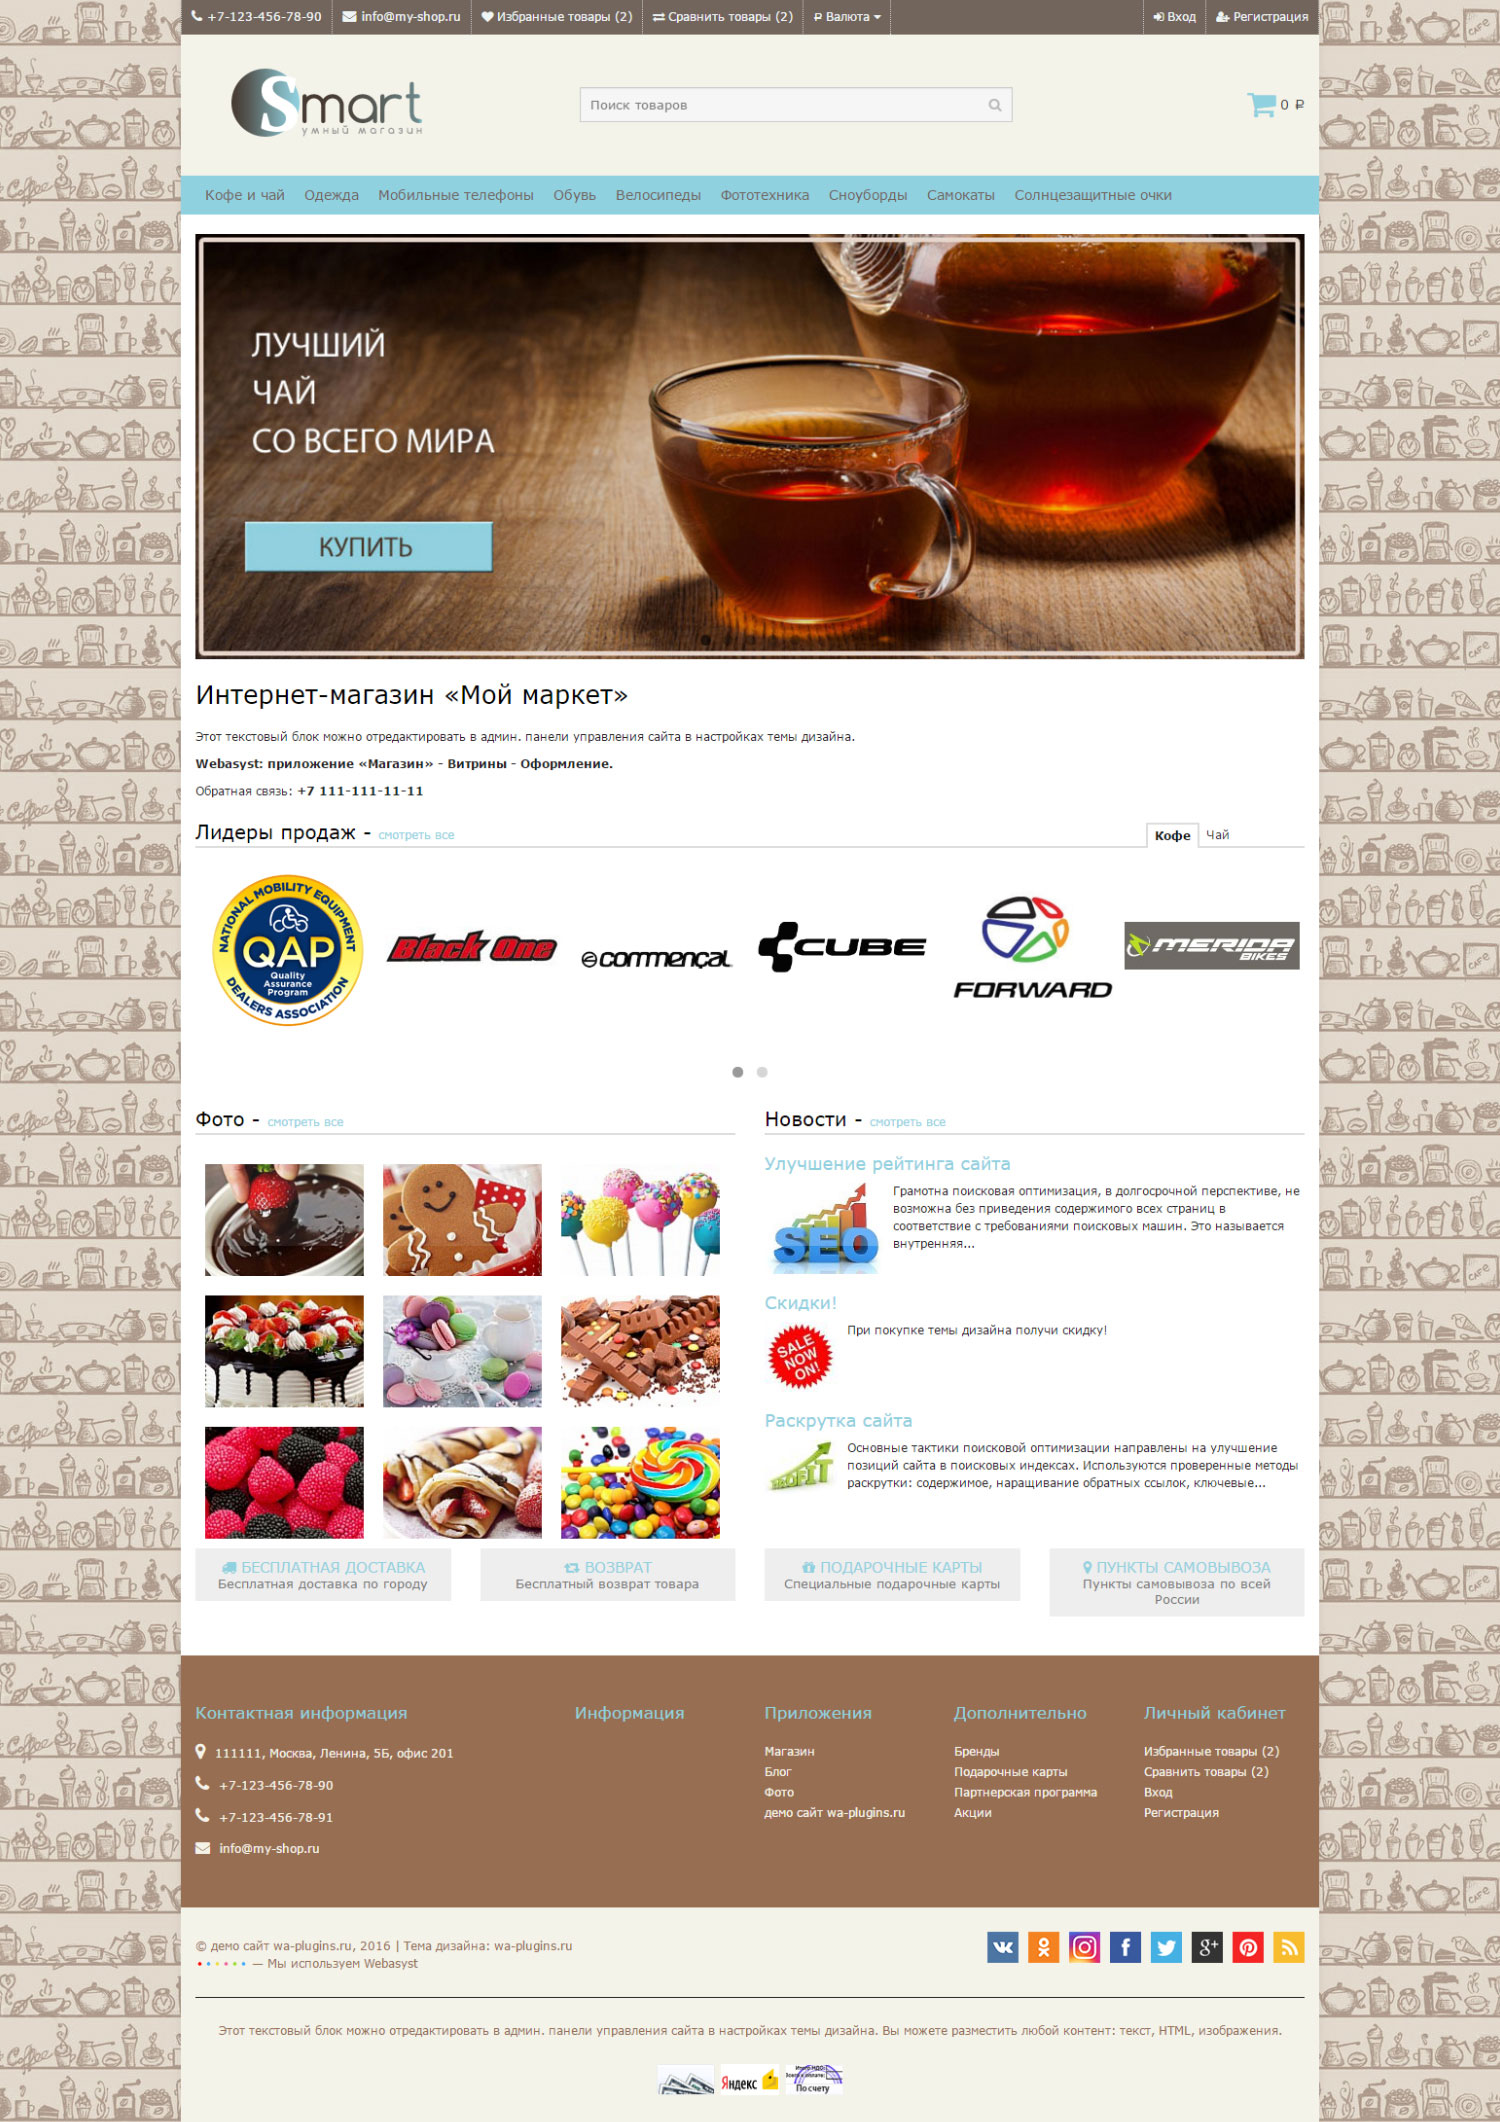 +7-123-456-78-90 info@my-shop.ru Избранные товары (2) Сравнить товары (2) ₽ Валюта Вход Регистрация
Smart
умный магазин
Поиск товаров
0 ₽
Кофе и чай Одежда Мобильные телефоны Обувь Велосипеды Фототехника Сноуборды Самокаты Солнцезащитные очки
ЛУЧШИЙ
ЧАЙ
СО ВСЕГО МИРА
КУПИТЬ
Интернет-магазин «Мой маркет»
Этот текстовый блок можно отредактировать в админ. панели управления сайта в настройках темы дизайна.
Webasyst: приложение «Магазин» - Витрины - Оформление.
Обратная связь: +7 111-111-11-11
Лидеры продаж - смотреть все
Кофе Чай
NATIONAL MOBILITY EQUIPMENT
QAP
Quality
Assurance
Program
DEALERS ASSOCIATION
Black One
commençal
CUBE
FORWARD
MERIDA
BIKES
Фото - смотреть все
Новости - смотреть все
Улучшение рейтинга сайта
SEO
Грамотна поисковая оптимизация, в долгосрочной перспективе, не
возможна без приведения содержимого всех страниц в
соответствие с требованиями поисковых машин. Это называется
внутренняя...
Скидки!
SALE
NOW
ON!
При покупке темы дизайна получи скидку!
Раскрутка сайта
PROFIT
Основные тактики поисковой оптимизации направлены на улучшение
позиций сайта в поисковых индексах. Используются проверенные методы
раскрутки: содержимое, наращивание обратных ссылок, ключевые...
БЕСПЛАТНАЯ ДОСТАВКА
Бесплатная доставка по городу
ВОЗВРАТ
Бесплатный возврат товара
ПОДАРОЧНЫЕ КАРТЫ
Специальные подарочные карты
ПУНКТЫ САМОВЫВОЗА
Пункты самовывоза по всей
России
Контактная информация
111111, Москва, Ленина, 5Б, офис 201
+7-123-456-78-90
+7-123-456-78-91
info@my-shop.ru
Информация
Приложения
Магазин
Блог
Фото
демо сайт wa-plugins.ru
Дополнительно
Бренды
Подарочные карты
Партнерская программа
Акции
Личный кабинет
Избранные товары (2)
Сравнить товары (2)
Вход
Регистрация
© демо сайт wa-plugins.ru, 2016 | Тема дизайна: wa-plugins.ru
— Мы используем Webasyst
Этот текстовый блок можно отредактировать в админ. панели управления сайта в настройках темы дизайна. Вы можете разместить любой контент: текст, HTML, изображения.
Яндекс
По счету